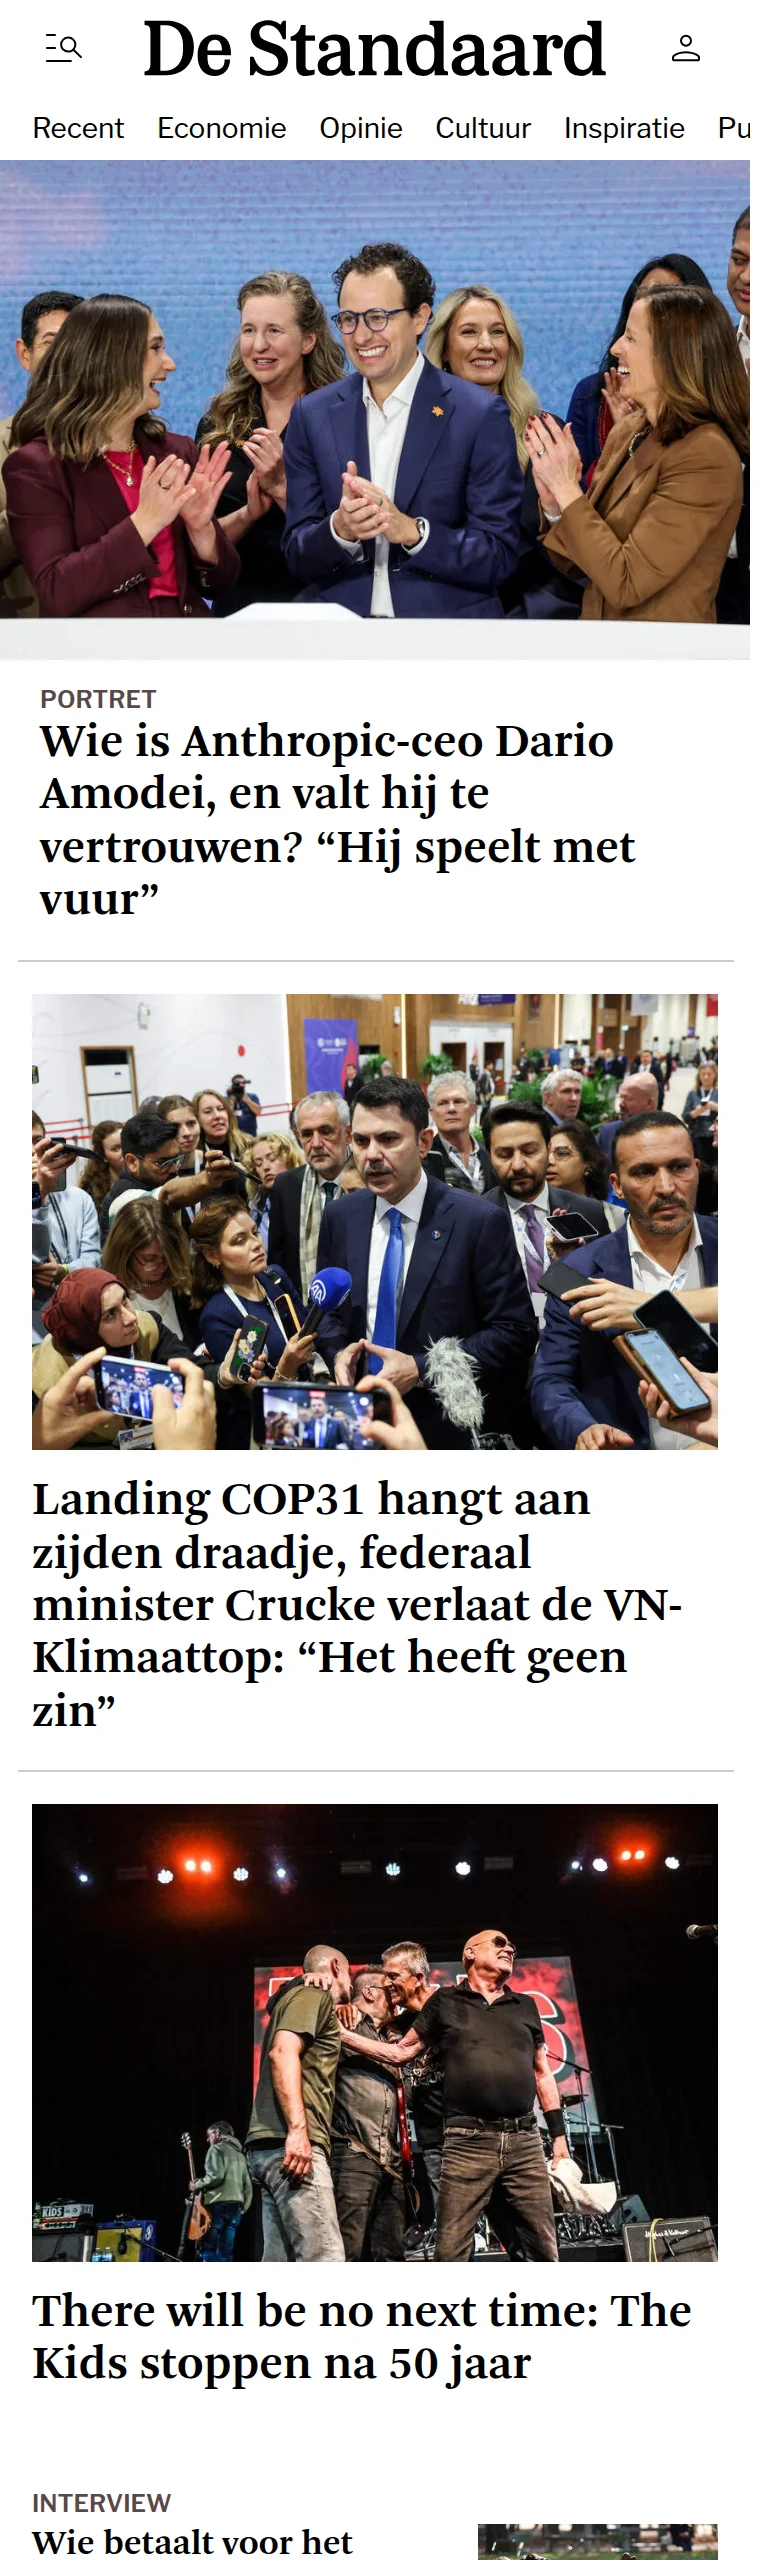 De Standaard
Recent Economie Opinie Cultuur Inspiratie Pu
PORTRET
Wie is Anthropic-ceo Dario
Amodei, en valt hij te
vertrouwen? “Hij speelt met
vuur”
Landing COP31 hangt aan
zijden draadje, federaal
minister Crucke verlaat de VN-
Klimaattop: “Het heeft geen
zin”
KIDS
There will be no next time: The
Kids stoppen na 50 jaar
INTERVIEW
Wie betaalt voor het